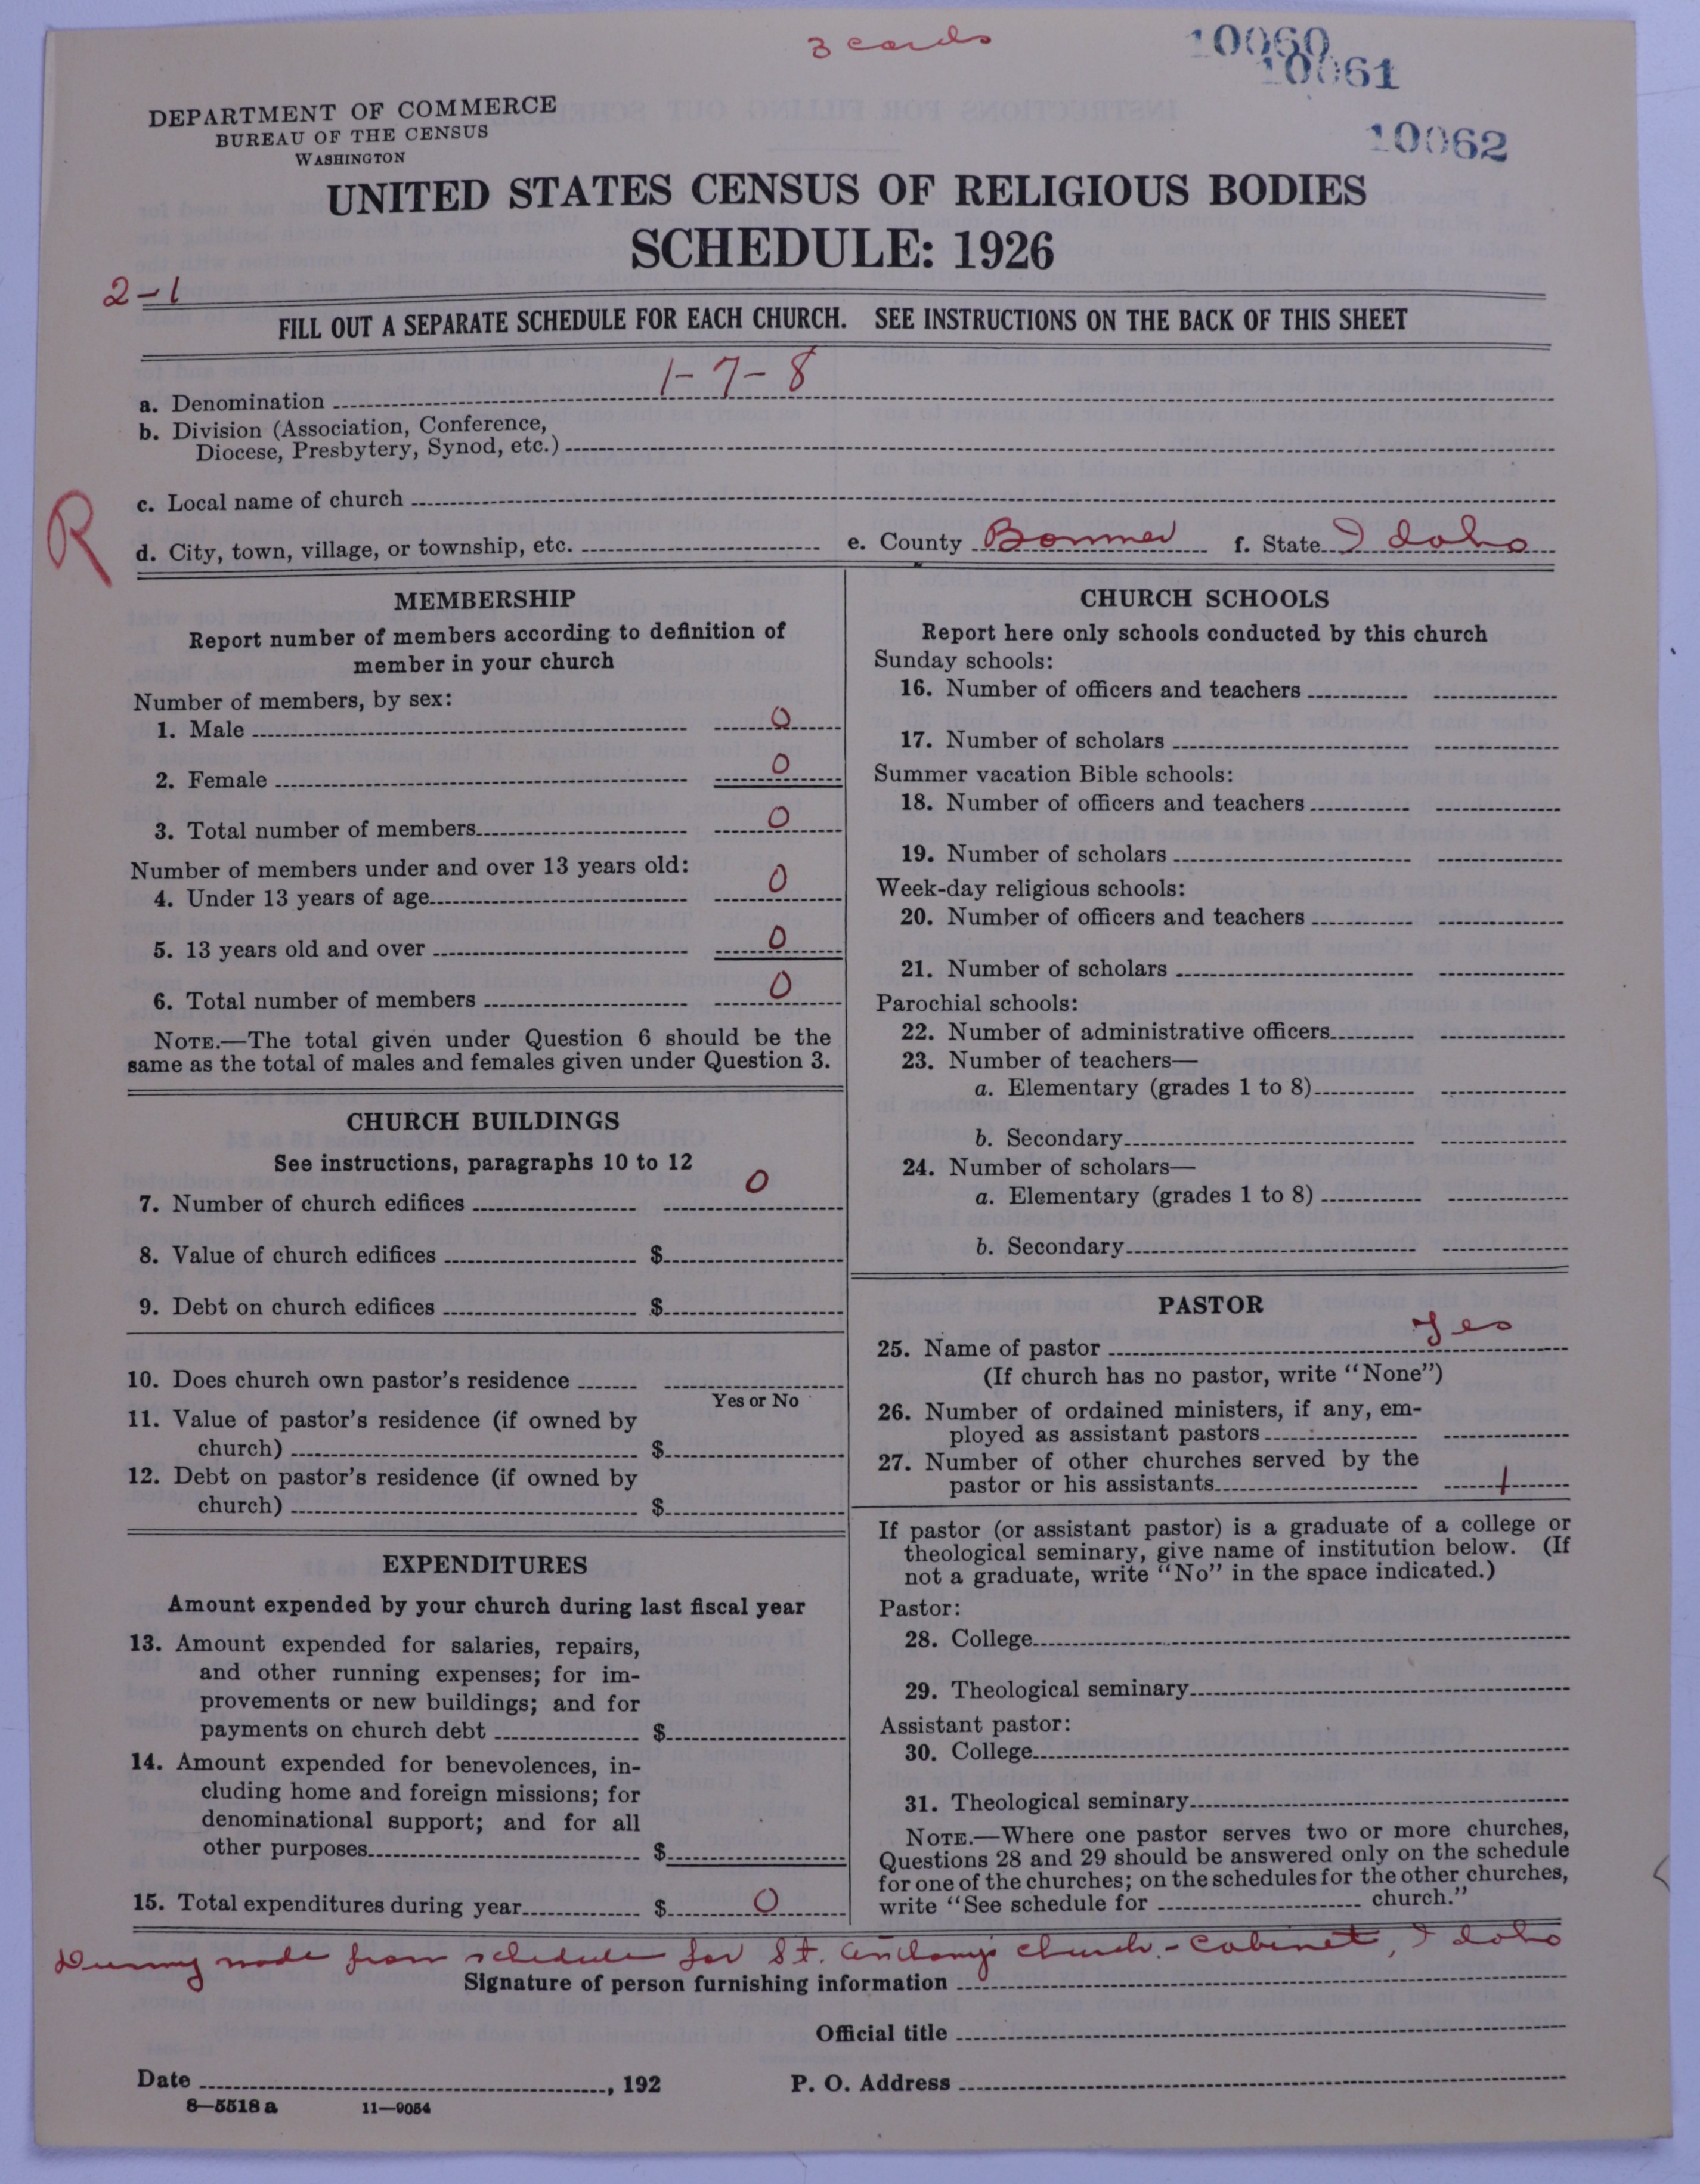 3 cards
10060
10061
10062
DEPARTMENT OF COMMERCE
BUREAU OF THE CENSUS
WASHINGTON
UNITED STATES CENSUS OF RELIGIOUS BODIES
SCHEDULE: 1926
2-1
FILL OUT A SEPARATE SCHEDULE FOR EACH CHURCH. SEE INSTRUCTIONS ON THE BACK OF THIS SHEET
1-7-8
a. Denomination
b. Division (Association, Conference,
Diocese, Presbytery, Synod, etc.)
c. Local name of church
R
d. City, town, village, or township, etc. e. County Bonner f. State Idaho
MEMBERSHIP
Report number of members according to definition of
member in your church
Number of members, by sex:
1. Male 0
2. Female 0
3. Total number of members 0
Number of members under and over 13 years old:
4. Under 13 years of age 0
5. 13 years old and over 0
6. Total number of members 0
NOTE.—The total given under Question 6 should be the
same as the total of males and females given under Question 3.
CHURCH BUILDINGS
See instructions, paragraphs 10 to 12
7. Number of church edifices 0
8. Value of church edifices $
9. Debt on church edifices $
10. Does church own pastor's residence
Yes or No
11. Value of pastor's residence (if owned by
church) $
12. Debt on pastor's residence (if owned by
church) $
EXPENDITURES
Amount expended by your church during last fiscal year
13. Amount expended for salaries, repairs,
and other running expenses; for im-
provements or new buildings; and for
payments on church debt $
14. Amount expended for benevolences, in-
cluding home and foreign missions; for
denominational support; and for all
other purposes $
15. Total expenditures during year $ 0
CHURCH SCHOOLS
Report here only schools conducted by this church
Sunday schools:
16. Number of officers and teachers
17. Number of scholars
Summer vacation Bible schools:
18. Number of officers and teachers
19. Number of scholars
Week-day religious schools:
20. Number of officers and teachers
21. Number of scholars
Parochial schools:
22. Number of administrative officers
23. Number of teachers—
a. Elementary (grades 1 to 8)
b. Secondary
24. Number of scholars—
a. Elementary (grades 1 to 8)
b. Secondary
PASTOR
25. Name of pastor Yes
(If church has no pastor, write "None")
26. Number of ordained ministers, if any, em-
ployed as assistant pastors
27. Number of other churches served by the
pastor or his assistants 1
If pastor (or assistant pastor) is a graduate of a college or
theological seminary, give name of institution below. (If
not a graduate, write "No" in the space indicated.)
Pastor:
28. College
29. Theological seminary
Assistant pastor:
30. College
31. Theological seminary
NOTE.—Where one pastor serves two or more churches,
Questions 28 and 29 should be answered only on the schedule
for one of the churches; on the schedules for the other churches,
write "See schedule for church."
Dummy made from schedule for St. Anthony's church - Cabinet, Idaho
Signature of person furnishing information
Official title
Date , 192 P. O. Address
8—5518 a 11—9054